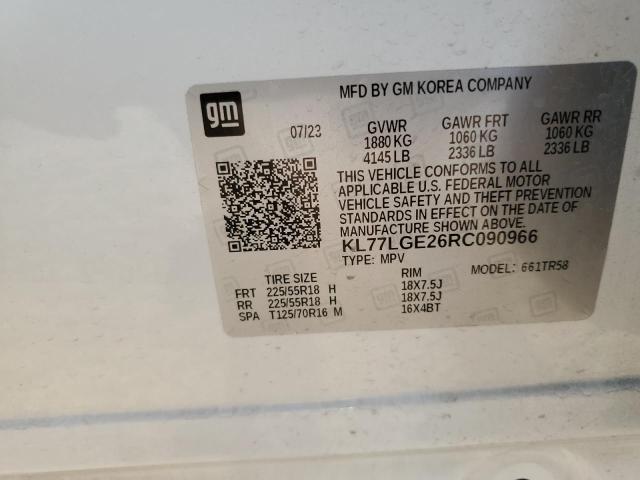 MFD BY GM KOREA COMPANY
gm
07/23 GVWR GAWR FRT GAWR RR
1880 KG 1060 KG 1060 KG
4145 LB 2336 LB 2336 LB
THIS VEHICLE CONFORMS TO ALL
APPLICABLE U.S. FEDERAL MOTOR
VEHICLE SAFETY AND THEFT PREVENTION
STANDARDS IN EFFECT ON THE DATE OF
MANUFACTURE SHOWN ABOVE.
KL77LGE26RC090966
TYPE: MPV
TIRE SIZE RIM MODEL: 661TR58
FRT 225/55R18 H 18X7.5J
RR 225/55R18 H 18X7.5J
SPA T125/70R16 M 16X4BT